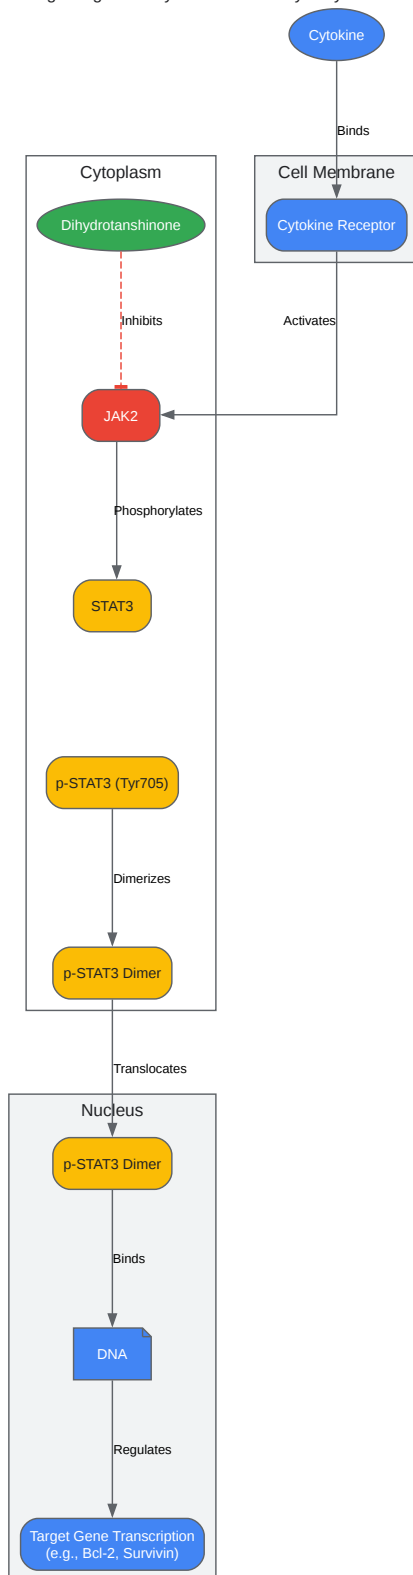 Cytokine
Binds
Cytoplasm
Cell Membrane
Dihydrotanshinone
Cytokine Receptor
Inhibits
Activates
JAK2
Phosphorylates
STAT3
p-STAT3 (Tyr705)
Dimerizes
p-STAT3 Dimer
Translocates
Nucleus
p-STAT3 Dimer
Binds
DNA
Regulates
Target Gene Transcription
(e.g., Bcl-2, Survivin)